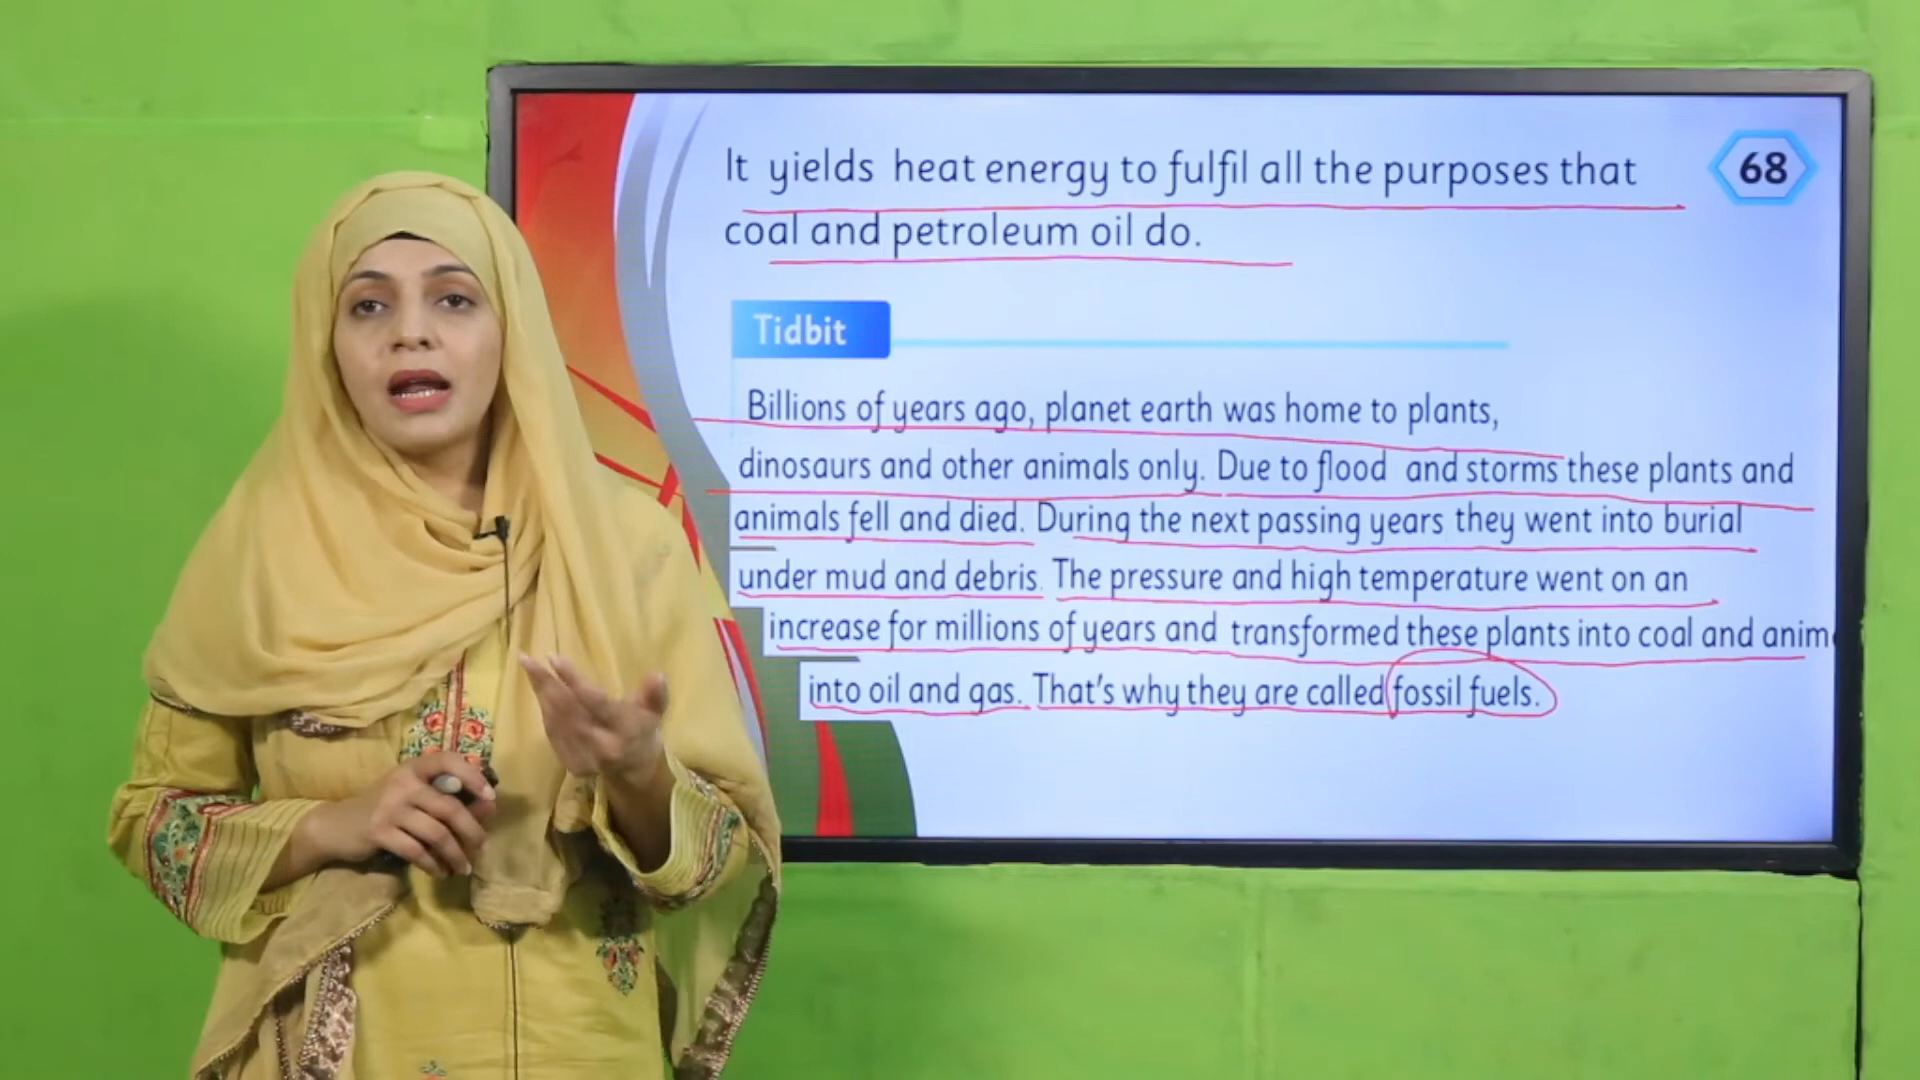 It yields heat energy to fulfil all the purposes that
68
coal and petroleum oil do.
Tidbit
Billions of years ago, planet earth was home to plants,
dinosaurs and other animals only. Due to flood and storms these plants and
animals fell and died. During the next passing years they went into burial
under mud and debris. The pressure and high temperature went on an
increase for millions of years and transformed these plants into coal and
into oil and gas. That's why they are called fossil fuels.